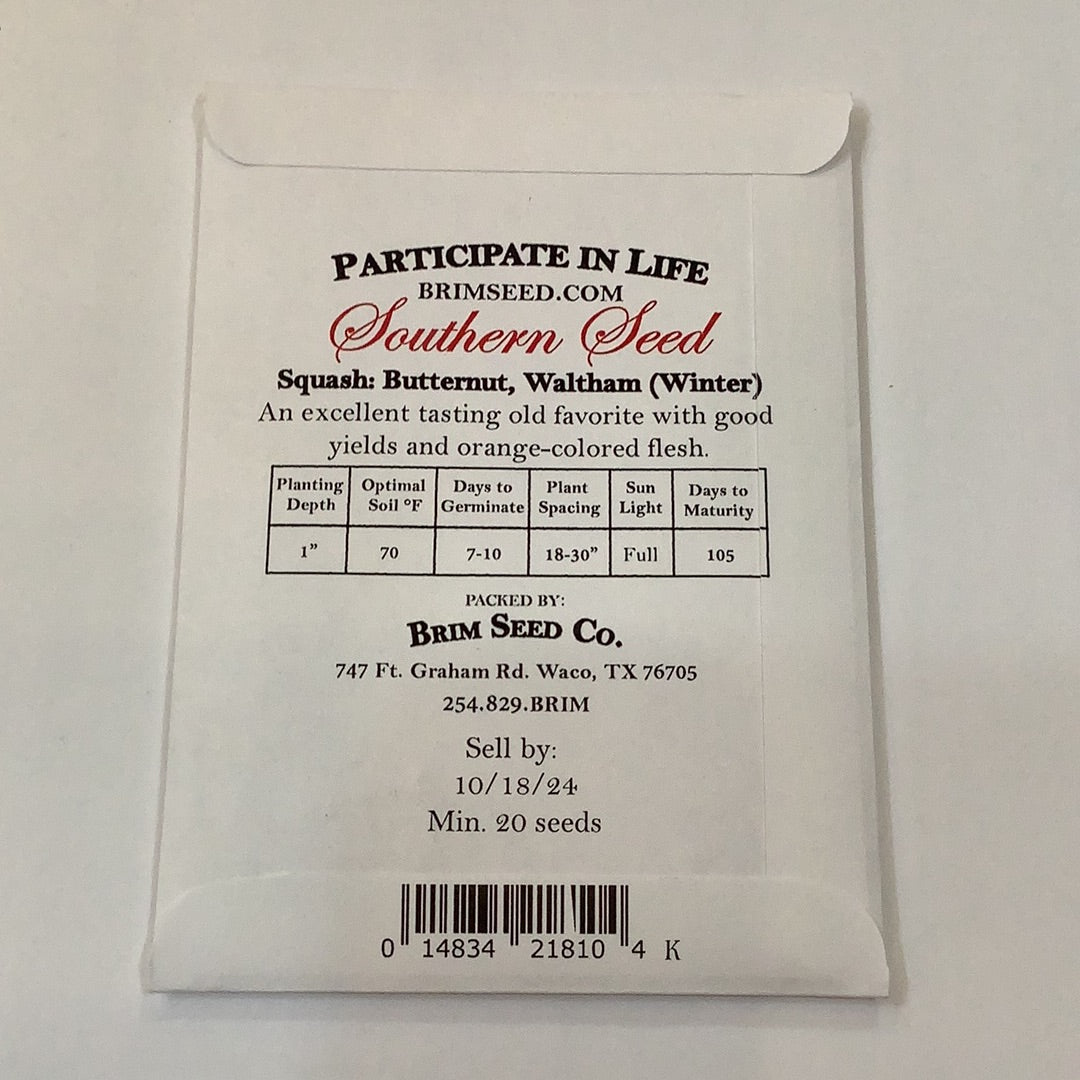 PARTICIPATE IN LIFE
BRIMSEED.COM
Southern Seed
Squash: Butternut, Waltham (Winter)
An excellent tasting old favorite with good
yields and orange-colored flesh.
Planting Depth Optimal Soil °F Days to Germinate Plant Spacing Sun Light Days to Maturity
1” 70 7-10 18-30” Full 105
PACKED BY:
BRIM SEED CO.
747 Ft. Graham Rd. Waco, TX 76705
254.829.BRIM
Sell by:
10/18/24
Min. 20 seeds
0 14834 21810 4 K